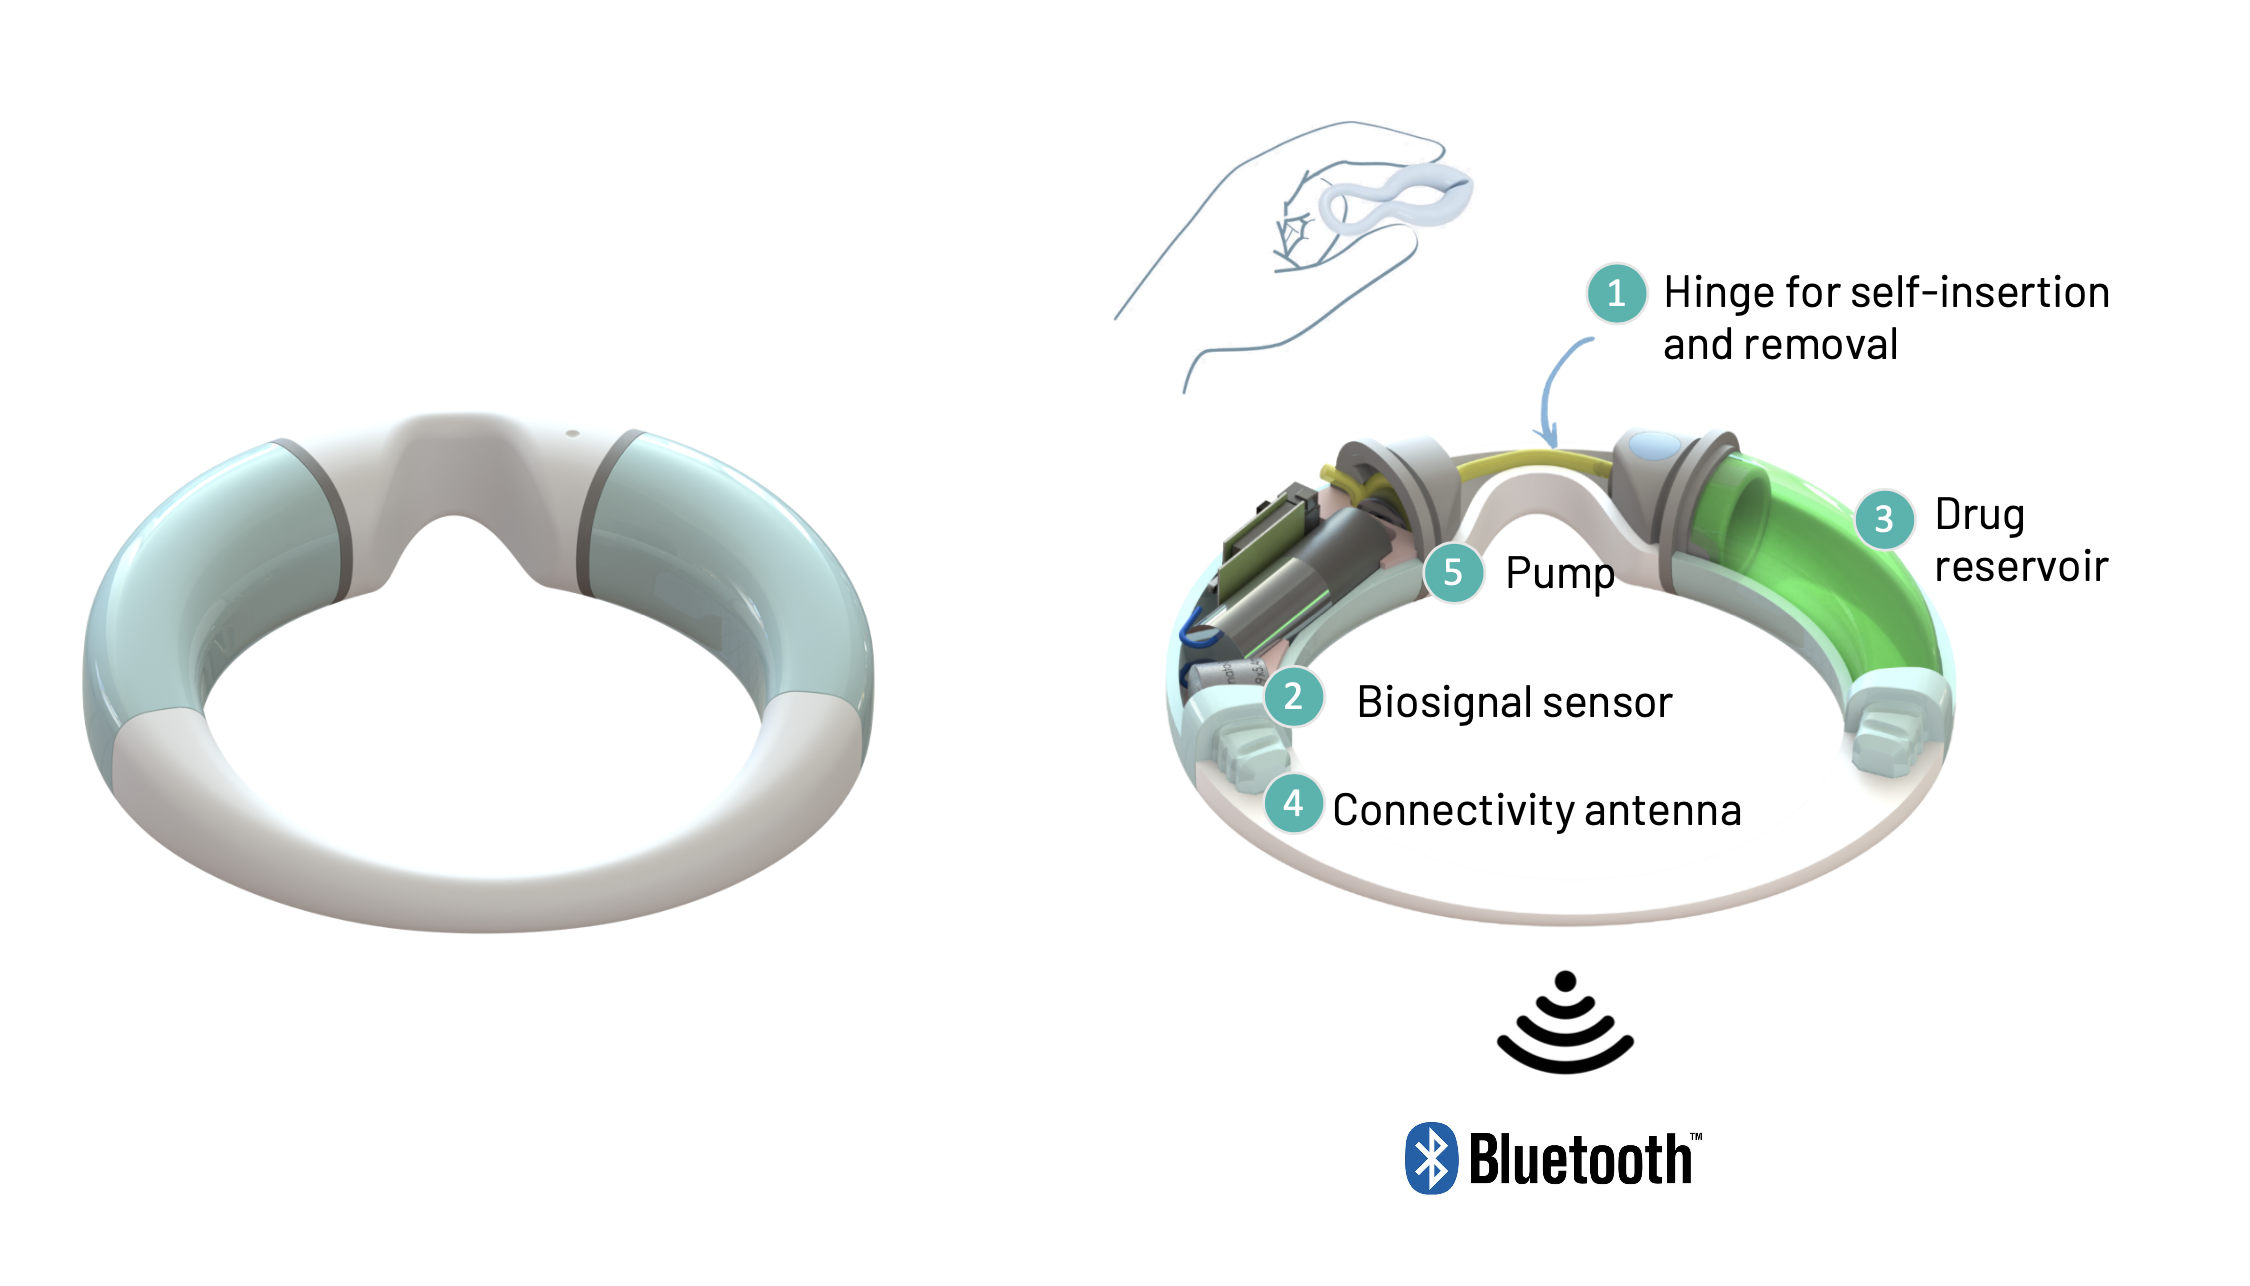 1 Hinge for self-insertion
and removal
3 Drug
reservoir
5 Pump
2 Biosignal sensor
4 Connectivity antenna
Bluetooth™